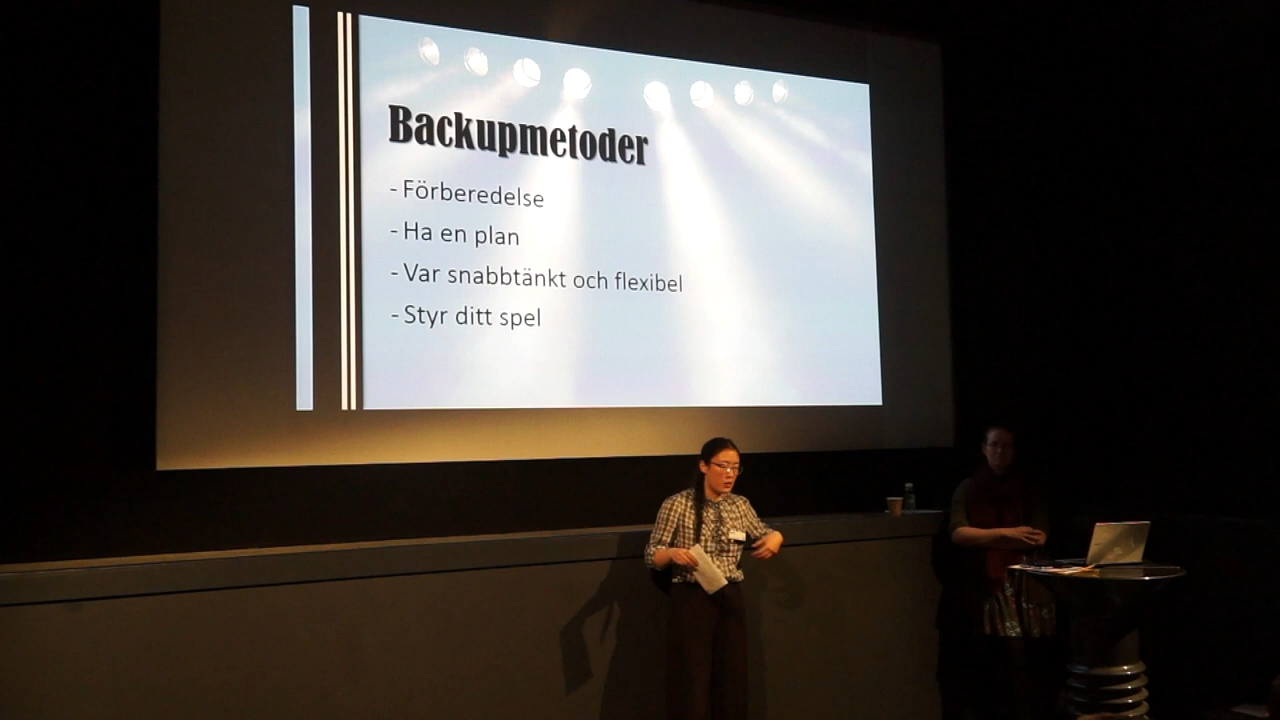 Backupmetoder
- Förberedelse
- Ha en plan
- Var snabbtänkt och flexibel
- Styr ditt spel